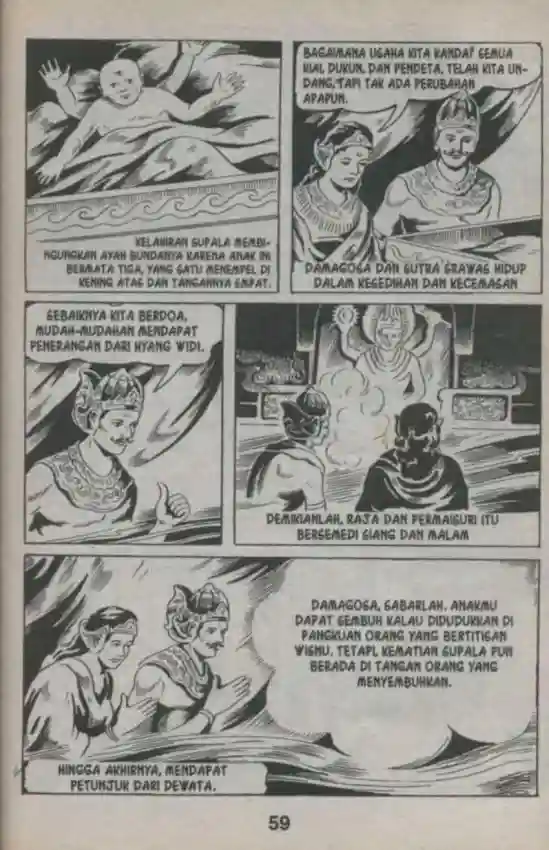 KELAHIRAN SUPALA MEMBI-
NGUNGKAN AYAH BUNDANYA KARENA ANAK INI
BERMATA TIGA, YANG SATU MENEMPEL DI
KENING ATAS DAN TANGANNYA EMPAT.
BAGAIMANA USAHA KITA KANDA? SEMUA
KIAI, DUKUN, DAN PENDETA, TELAH KITA UN-
DANG, TAPI TAK ADA PERUBAHAN
APAPUN.
DAMAGOSA DAN SUTRA SRAWAS HIDUP
DALAM KESEDIHAN DAN KECEMASAN
SEBAIKNYA KITA BERDOA,
MUDAH-MUDAHAN MENDAPAT
PENERANGAN DARI HYANG WIDI.
DEMIKIANLAH, RAJA DAN PERMAISURI ITU
BERSEMEDI SIANG DAN MALAM
DAMAGOSA, SABARLAH. ANAKMU
DAPAT SEMBUH KALAU DIDUDUKKAN DI
PANGKUAN ORANG YANG BERTITISAN
WISNU. TETAPI, KEMATIAN SUPALA PUN
BERADA DI TANGAN ORANG YANG
MENYEMBUHKAN.
HINGGA AKHIRNYA, MENDAPAT
PETUNJUK DARI DEWATA.
59